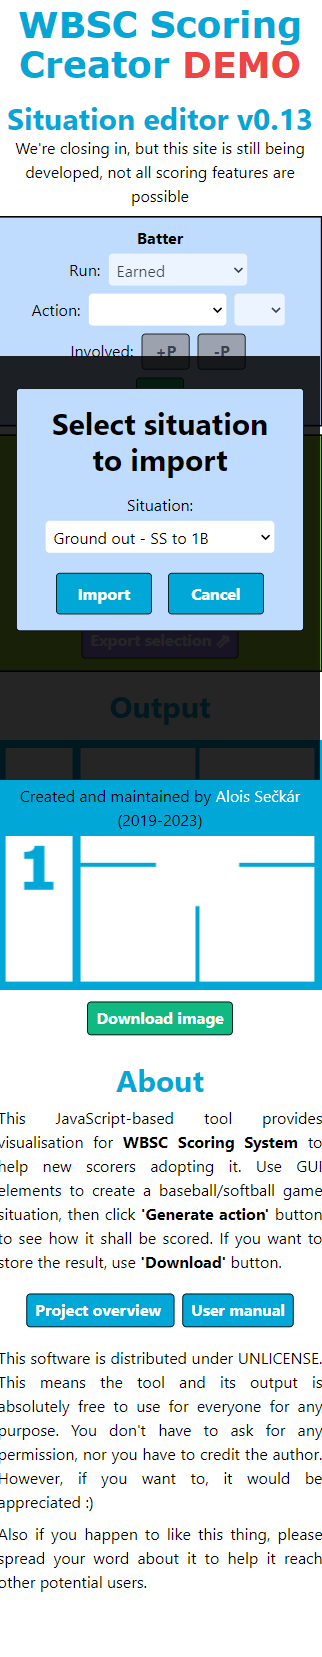 WBSC Scoring
Creator DEMO
Situation editor v0.13
We're closing in, but this site is still being
developed, not all scoring features are
possible
Batter
Run: Earned
Action:
Involved: +P -P
Select situation
to import
Situation:
Ground out - SS to 1B
Import Cancel
Export selection
Output
Created and maintained by Alois Sečkár
(2019-2023)
1
Download image
About
This JavaScript-based tool provides
visualisation for WBSC Scoring System to
help new scorers adopting it. Use GUI
elements to create a baseball/softball game
situation, then click 'Generate action' button
to see how it shall be scored. If you want to
store the result, use 'Download' button.
Project overview User manual
This software is distributed under UNLICENSE.
This means the tool and its output is
absolutely free to use for everyone for any
purpose. You don't have to ask for any
permission, nor you have to credit the author.
However, if you want to, it would be
appreciated :)
Also if you happen to like this thing, please
spread your word about it to help it reach
other potential users.